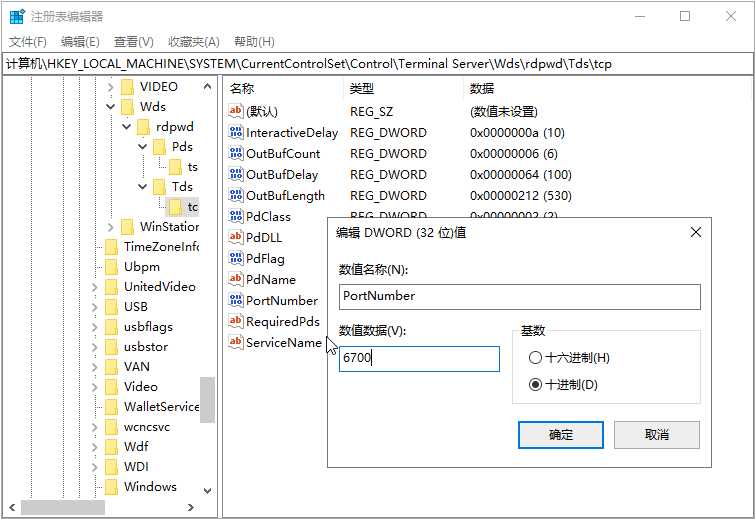 注册表编辑器
文件(F) 编辑(E) 查看(V) 收藏夹(A) 帮助(H)
计算机\HKEY_LOCAL_MACHINE\SYSTEM\CurrentControlSet\Control\Terminal Server\Wds\rdpwd\Tds\tcp
VIDEO
Wds
rdpwd
Pds
ts
Tds
tc
WinStation
TimeZoneInfo
Ubpm
UnitedVideo
USB
usbflags
usbstor
VAN
Video
WalletService
wcncsvc
Wdf
WDI
Windows
名称 类型 数据
(默认) REG_SZ (数值未设置)
InteractiveDelay REG_DWORD 0x0000000a (10)
OutBufCount REG_DWORD 0x00000006 (6)
OutBufDelay REG_DWORD 0x00000064 (100)
OutBufLength REG_DWORD 0x00000212 (530)
PdClass REG_DWORD 0x00000002 (2)
PdDLL
PdFlag
PdName
PortNumber
RequiredPds
ServiceName
编辑 DWORD (32 位)值
数值名称(N):
PortNumber
数值数据(V):
6700
基数
十六进制(H)
十进制(D)
确定 取消